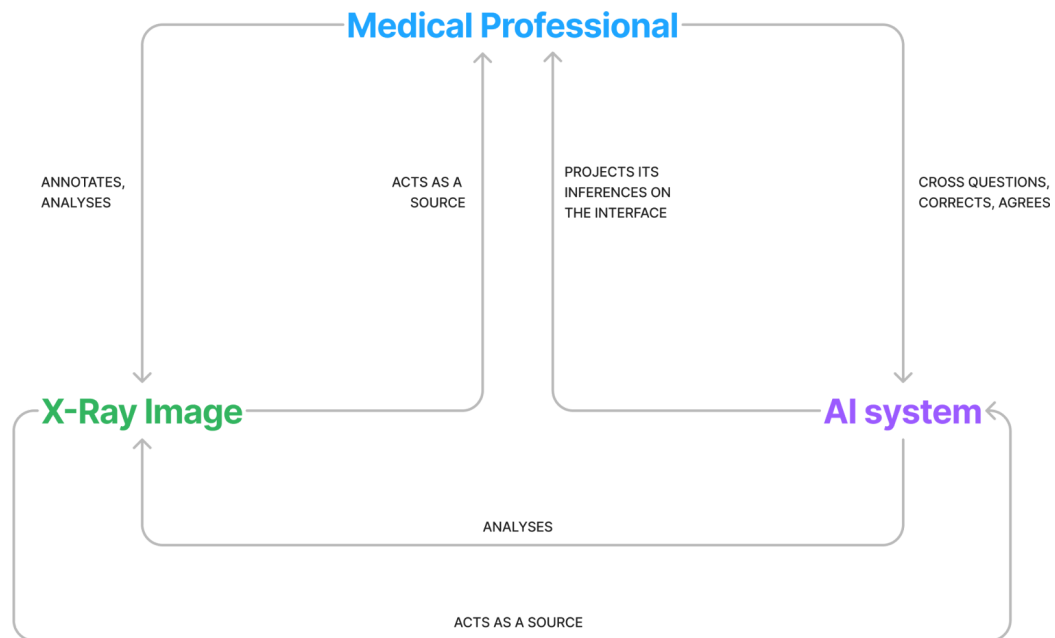 Medical Professional
ANNOTATES,
ANALYSES
ACTS AS A
SOURCE
PROJECTS ITS
INFERENCES ON
THE INTERFACE
CROSS QUESTIONS,
CORRECTS, AGREES
X-Ray Image
AI system
ANALYSES
ACTS AS A SOURCE